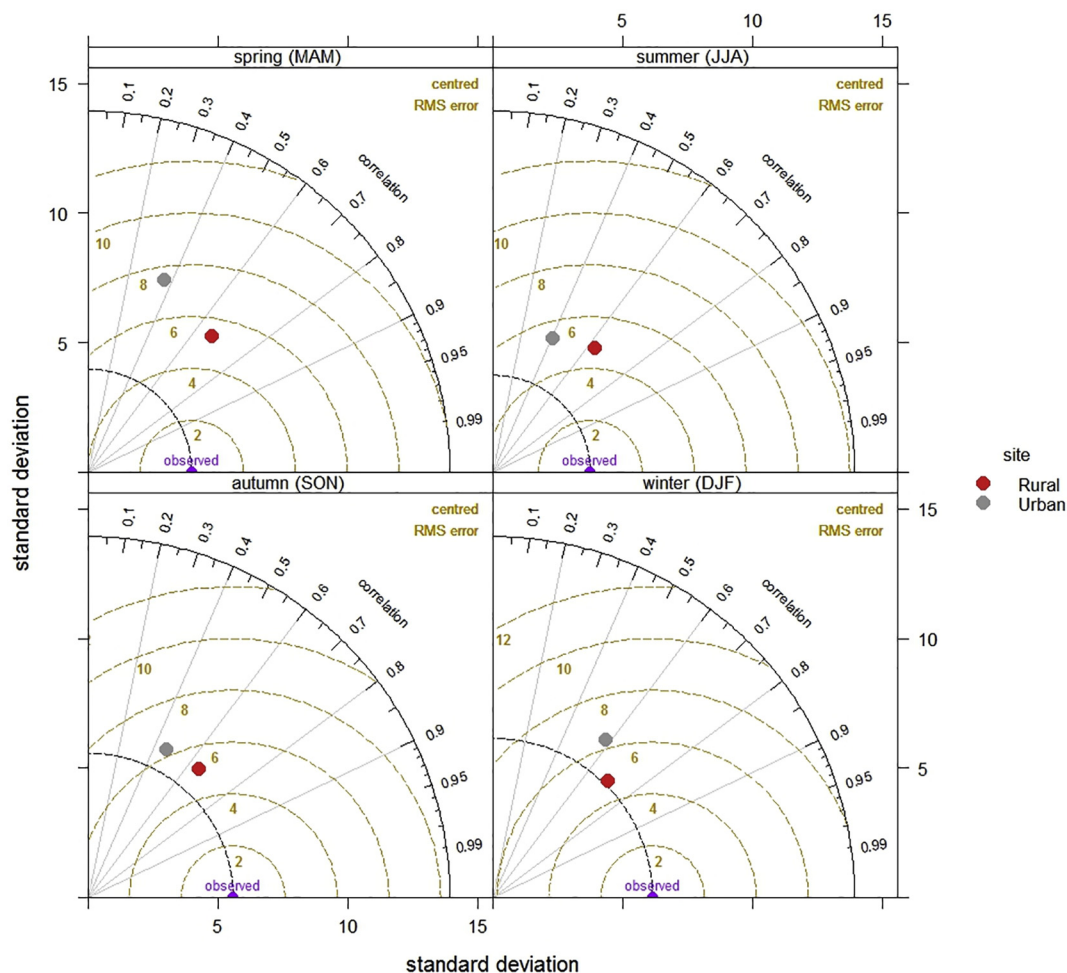 5 10 15
spring (MAM)
summer (JJA)
15
10
5
centred
RMS error
0.1 0.2 0.3 0.4 0.5 0.6 0.7 0.8 0.9 0.95 0.99
correlation
10
8
6
4
2
observed
centred
RMS error
0.1 0.2 0.3 0.4 0.5 0.6 0.7 0.8 0.9 0.95 0.99
correlation
10
8
6
4
2
observed
autumn (SON)
winter (DJF)
centred
RMS error
0.1 0.2 0.3 0.4 0.5 0.6 0.7 0.8 0.9 0.95 0.99
correlation
10
8
6
4
2
observed
centred
RMS error
0.1 0.2 0.3 0.4 0.5 0.6 0.7 0.8 0.9 0.95 0.99
correlation
12
10
8
6
4
2
observed
15
10
5
5 10 15
standard deviation
standard deviation
site
Rural
Urban